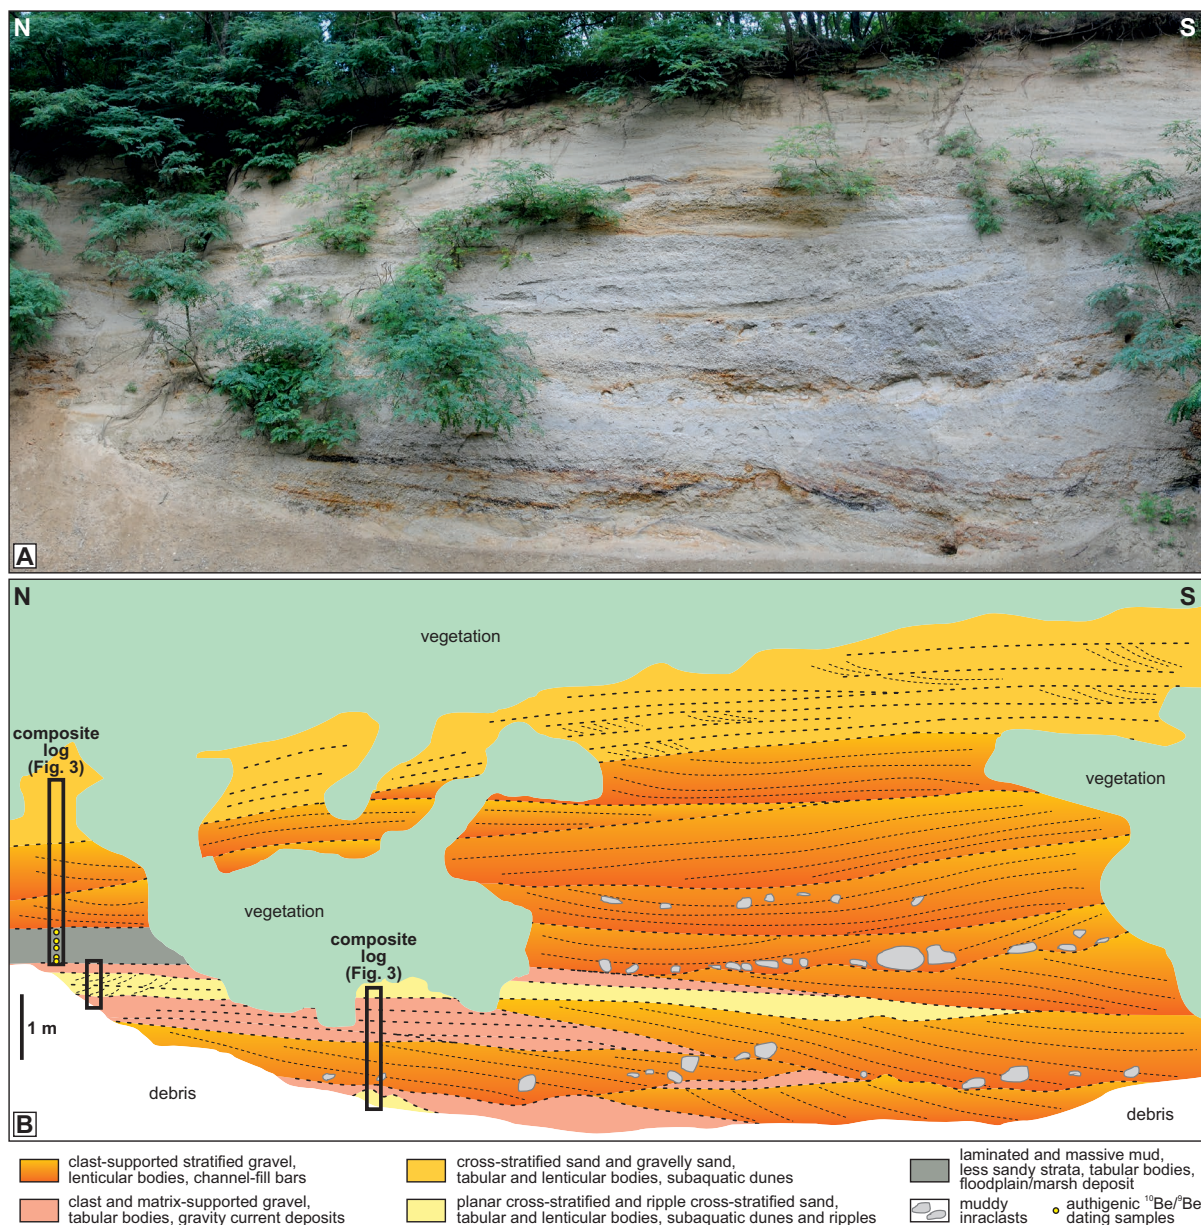 N
S
A
N
S
vegetation
composite
log
(Fig. 3)
vegetation
vegetation
composite
log
(Fig. 3)
1 m
debris
debris
B
clast-supported stratified gravel,
lenticular bodies, channel-fill bars
clast and matrix-supported gravel,
tabular bodies, gravity current deposits
cross-stratified sand and gravelly sand,
tabular and lenticular bodies, subaquatic dunes
planar cross-stratified and ripple cross-stratified sand,
tabular and lenticular bodies, subaquatic dunes and ripples
laminated and massive mud,
less sandy strata, tabular bodies,
floodplain/marsh deposit
muddy
inraclasts
authigenic ¹⁰Be/⁹Be
dating samples